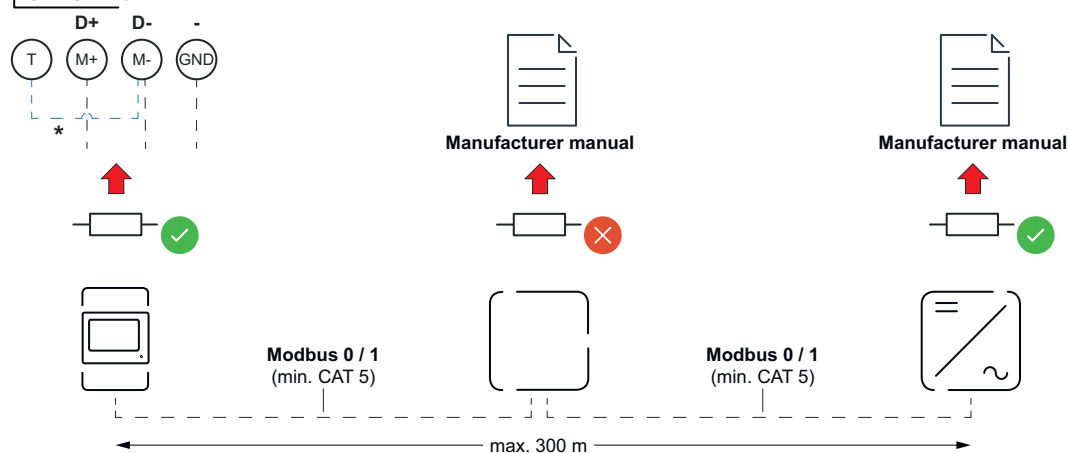 D+ D- -
T M+ M- GND
*
Manufacturer manual
Manufacturer manual
Modbus 0 / 1
(min. CAT 5)
Modbus 0 / 1
(min. CAT 5)
max. 300 m